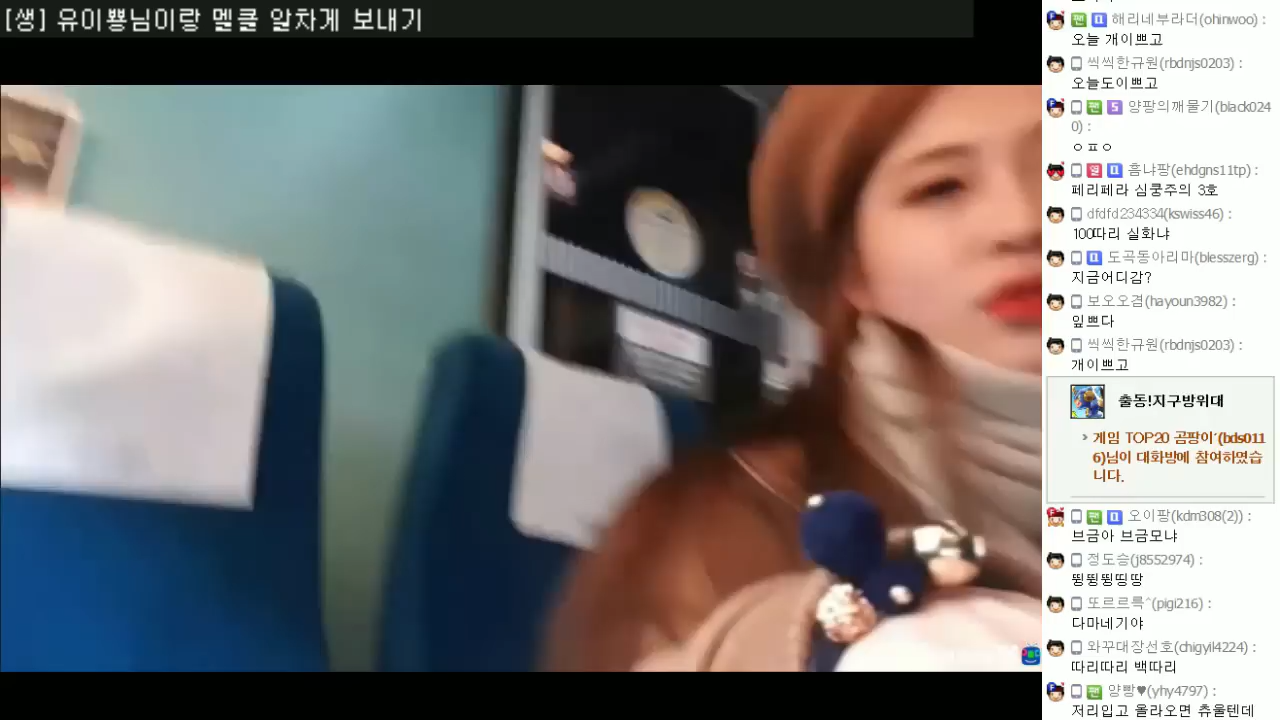 [생] 유이뿅님이랑 멜클 알차게 보내기
해리네부라더(ohinwoo) :
오늘 개이쁘고
씩씩한규원(rbdnjs0203) :
오늘도이쁘고
양팡의깨물기(black024
0) :
ㅇㅍㅇ
흠냐팡(ehdgns11tp) :
페리페라 심쿵주의 3호
dfdfd234334(kswiss46) :
100따리 실화냐
도곡동아리마(blesszerg) :
지금어디감?
보오오겸(hayoun3982) :
잎쁘다
씩씩한규원(rbdnjs0203) :
개이쁘고
출동!지구방위대
게임 TOP20 곰팡이´(bds011
6)님이 대화방에 참여하였습
니다.
오이팡(kdm308(2)) :
브금아 브금모냐
정도승(j8552974) :
뛍뛍뛍띵땅
또르르륵^(pigi216) :
다마네기야
와꾸대장선호(chigyil4224) :
따리따리 백따리
양빵♥(yhy4797) :
저리입고 올라오면 츄울텐데